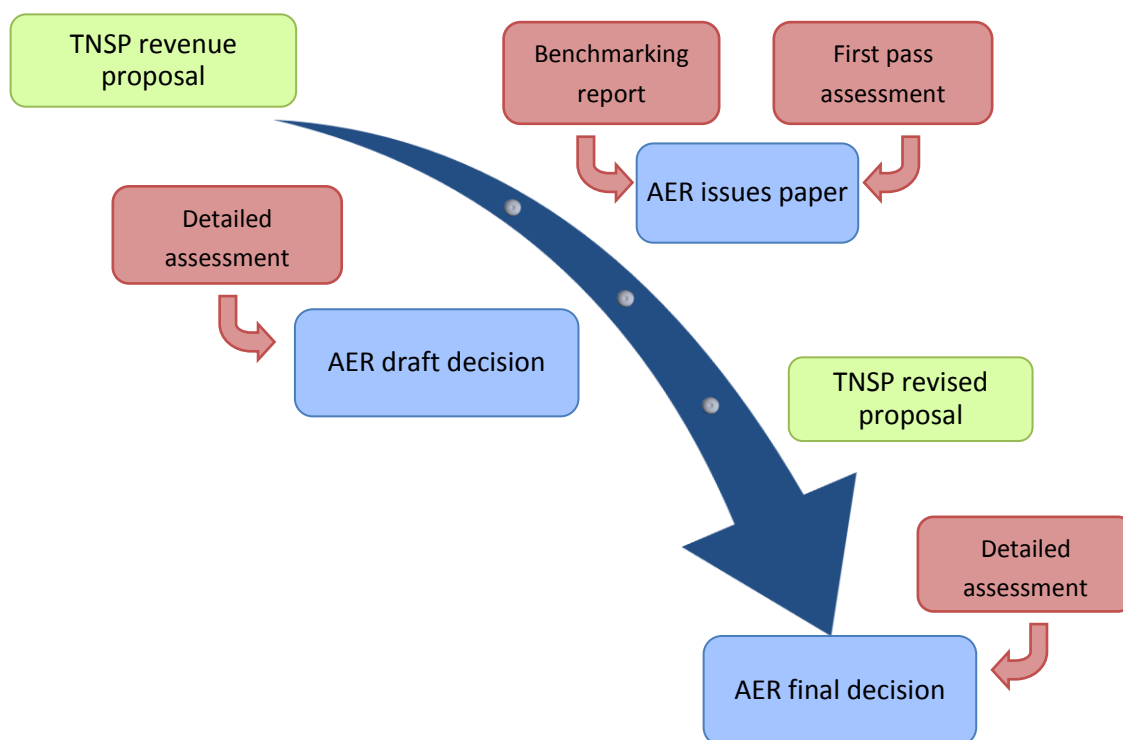 TNSP revenue
proposal
Benchmarking
report
First pass
assessment
AER issues paper
Detailed
assessment
AER draft decision
TNSP revised
proposal
Detailed
assessment
AER final decision